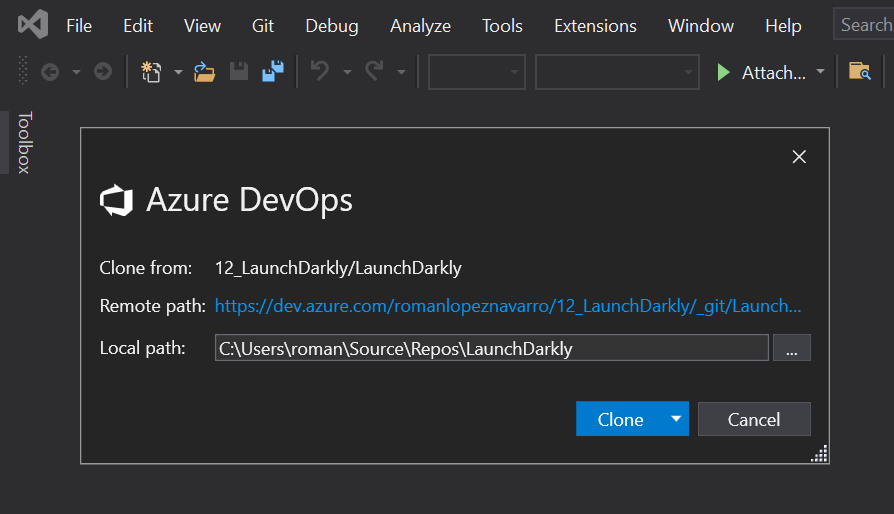 File Edit View Git Debug Analyze Tools Extensions Window Help Search
Attach...
Toolbox
Azure DevOps
Clone from: 12_LaunchDarkly/LaunchDarkly
Remote path: https://dev.azure.com/romanlopeznavarro/12_LaunchDarkly/_git/Launch...
Local path: C:\Users\roman\Source\Repos\LaunchDarkly ...
Clone Cancel